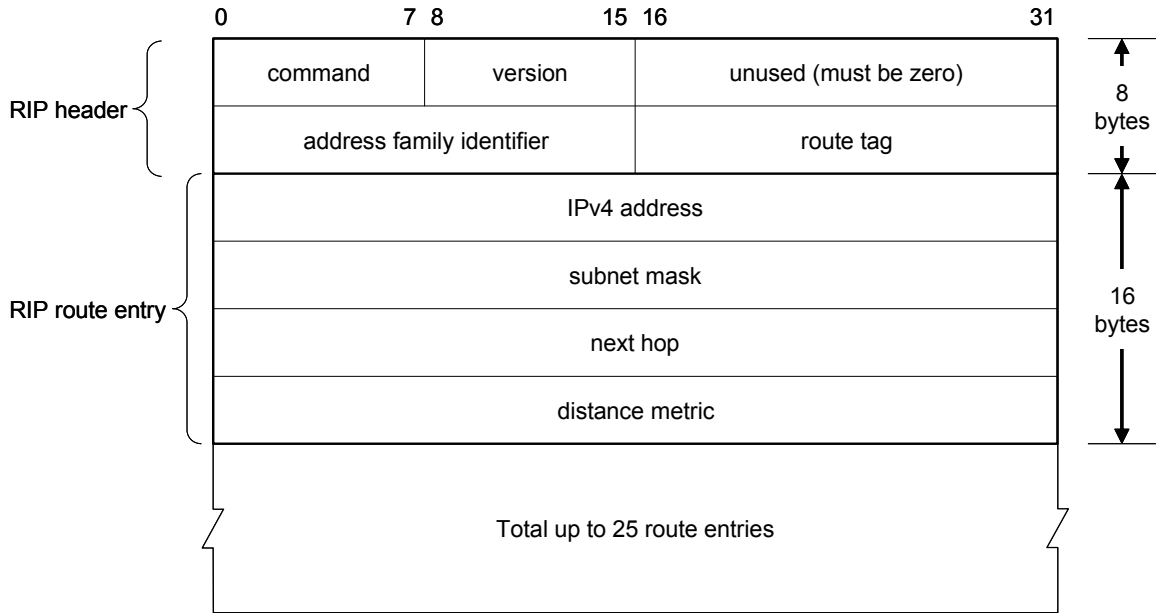 0 7 8 15 16 31
command version unused (must be zero)
RIP header
8
bytes
address family identifier route tag
IPv4 address
subnet mask
RIP route entry
16
bytes
next hop
distance metric
Total up to 25 route entries